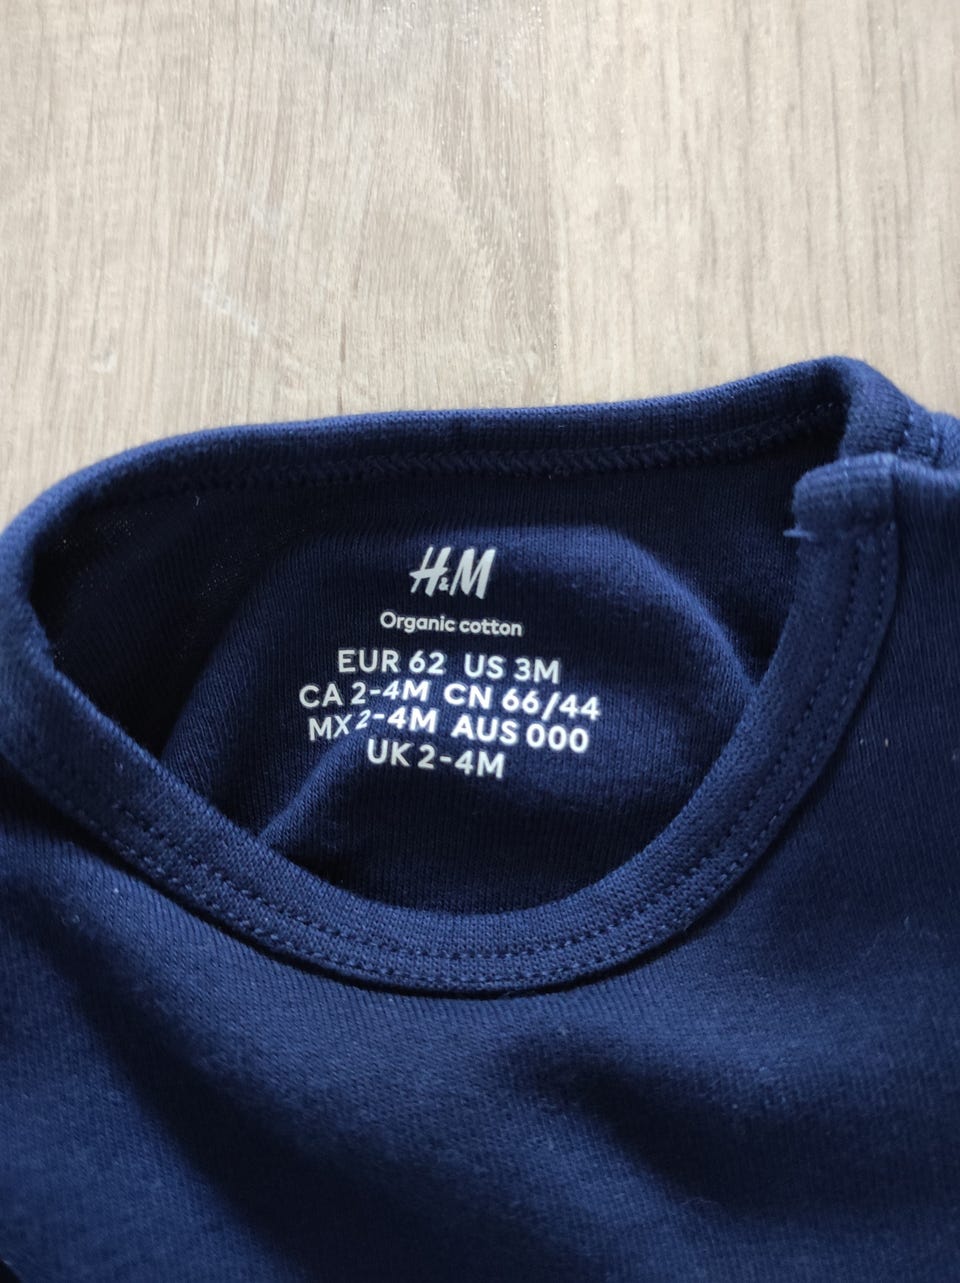 H&M
Organic cotton
EUR 62 US 3M
CA 2-4M CN 66/44
MX 2-4M AUS 000
UK 2-4M